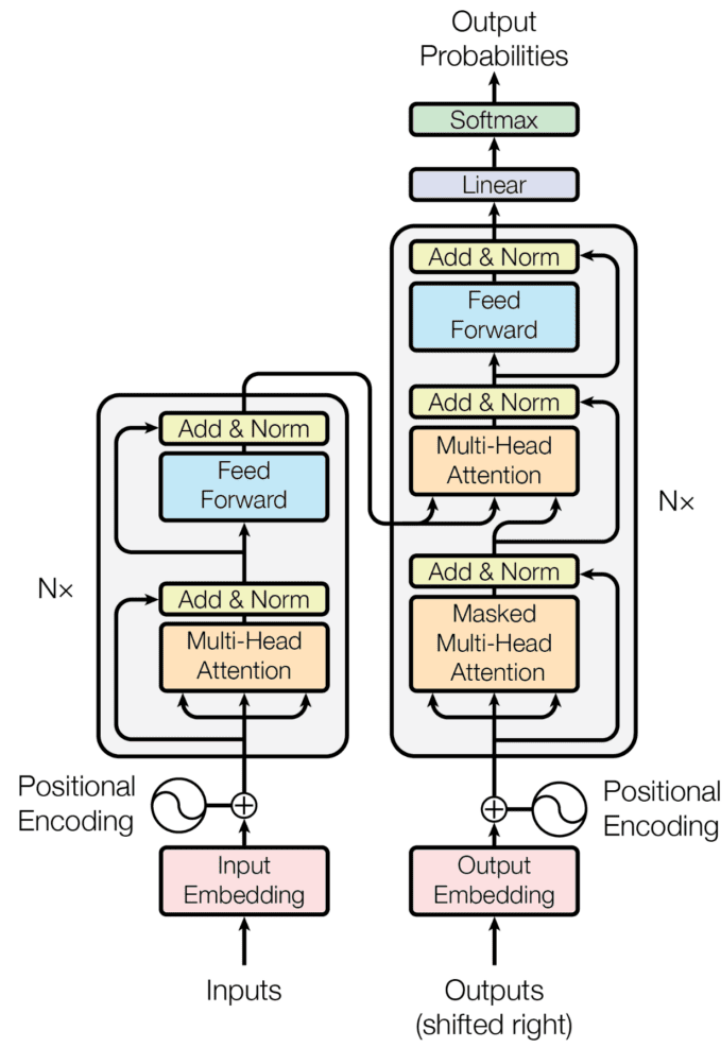 Output
Probabilities
Softmax
Linear
Add & Norm
Feed
Forward
Add & Norm
Multi-Head
Attention
Add & Norm
Masked
Multi-Head
Attention
Nx
Add & Norm
Feed
Forward
Add & Norm
Multi-Head
Attention
Nx
Positional
Encoding
Positional
Encoding
Input
Embedding
Output
Embedding
Inputs
Outputs
(shifted right)